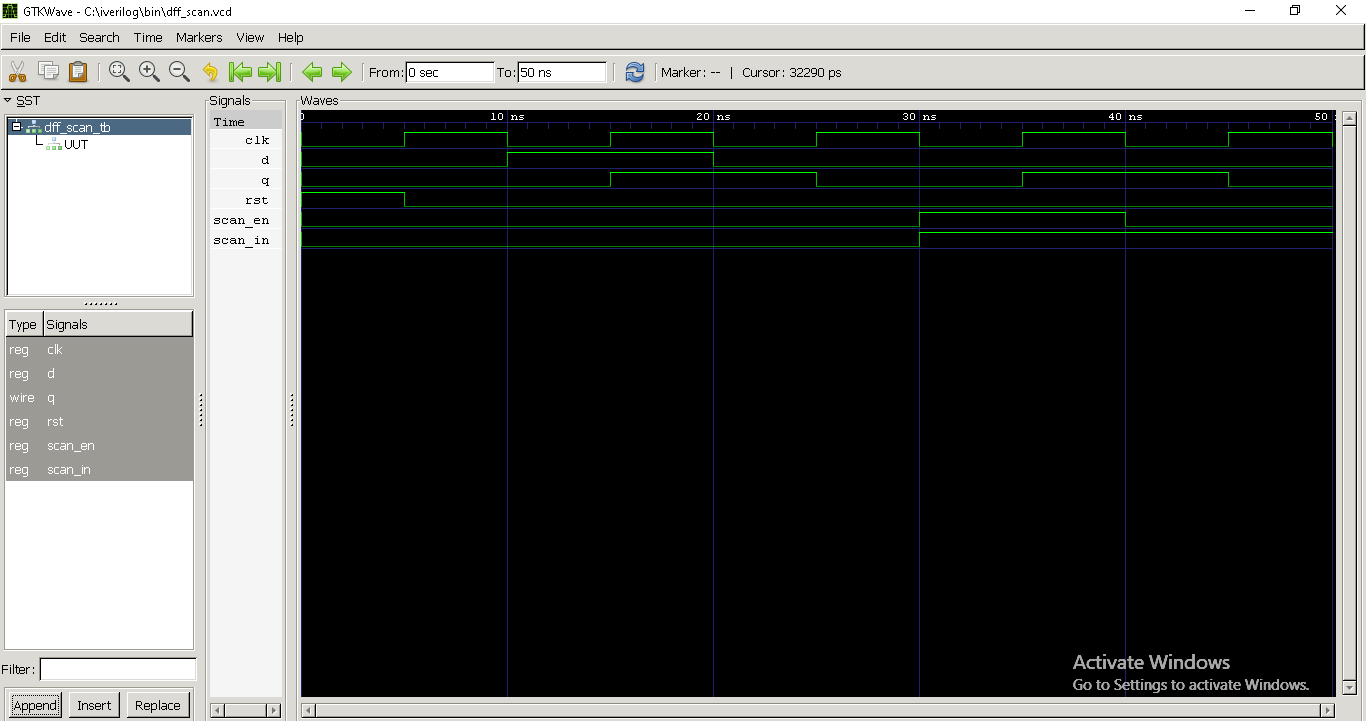 GTKWave - C:\iverilog\bin\dff_scan.vcd
File Edit Search Time Markers View Help
From: 0 sec To: 50 ns Marker: -- | Cursor: 32290 ps
SST
dff_scan_tb
UUT
Type Signals
reg clk
reg d
wire q
reg rst
reg scan_en
reg scan_in
Filter:
Append Insert Replace
Signals
Time
clk
d
q
rst
scan_en
scan_in
Waves
0 10 ns 20 ns 30 ns 40 ns 50
Activate Windows
Go to Settings to activate Windows.